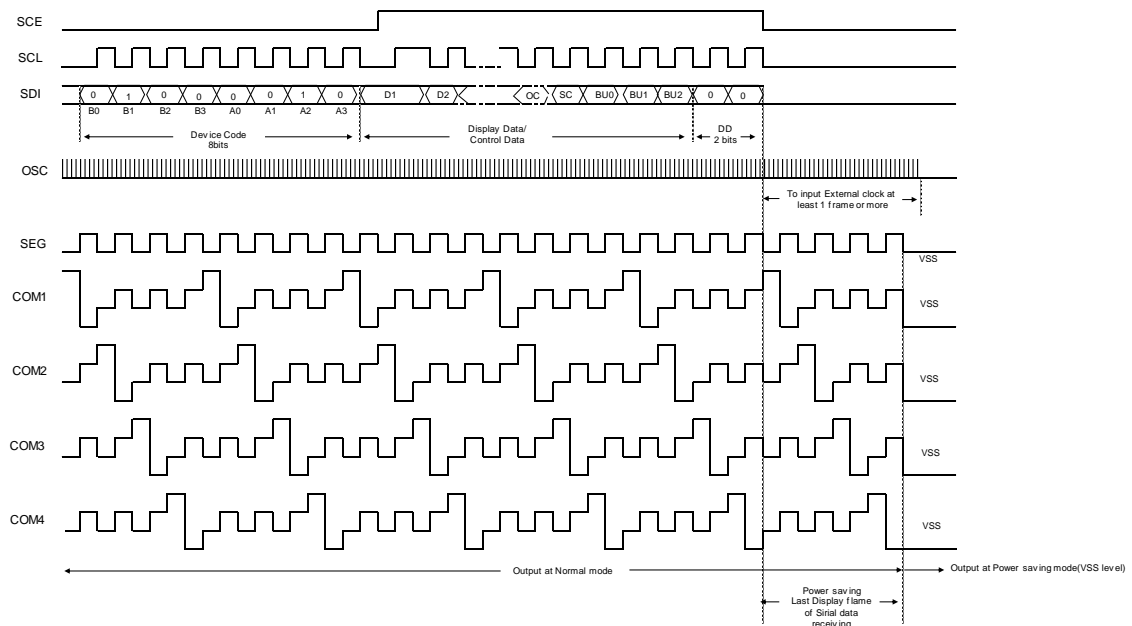 SCE
SCL
SDI
0 1 0 0 0 0 1 0 D1 D2 OC SC BU0 BU1 BU2 0 0
B0 B1 B2 B3 A0 A1 A2 A3
Device Code
8bits
Display Data/
Control Data
DD
2 bits
OSC
To input External clock at
least 1 frame or more
SEG
VSS
COM1
VSS
COM2
VSS
COM3
VSS
COM4
VSS
Output at Normal mode
Output at Power saving mode(VSS level)
Power saving
Last Display flame
of Sirial data
receiving